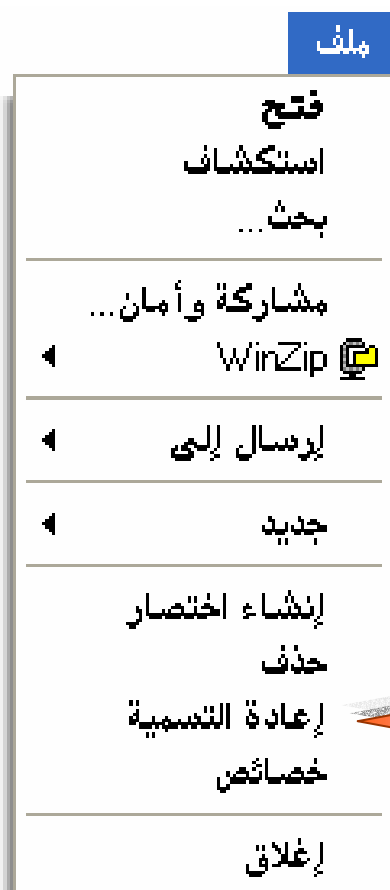 ملف
فتح
استكشاف
بحث...
مشاركة وأمان...
WinZip
إرسال إلى
جديد
إنشاء اختصار
حذف
إعادة التسمية
خصائص
إغلاق